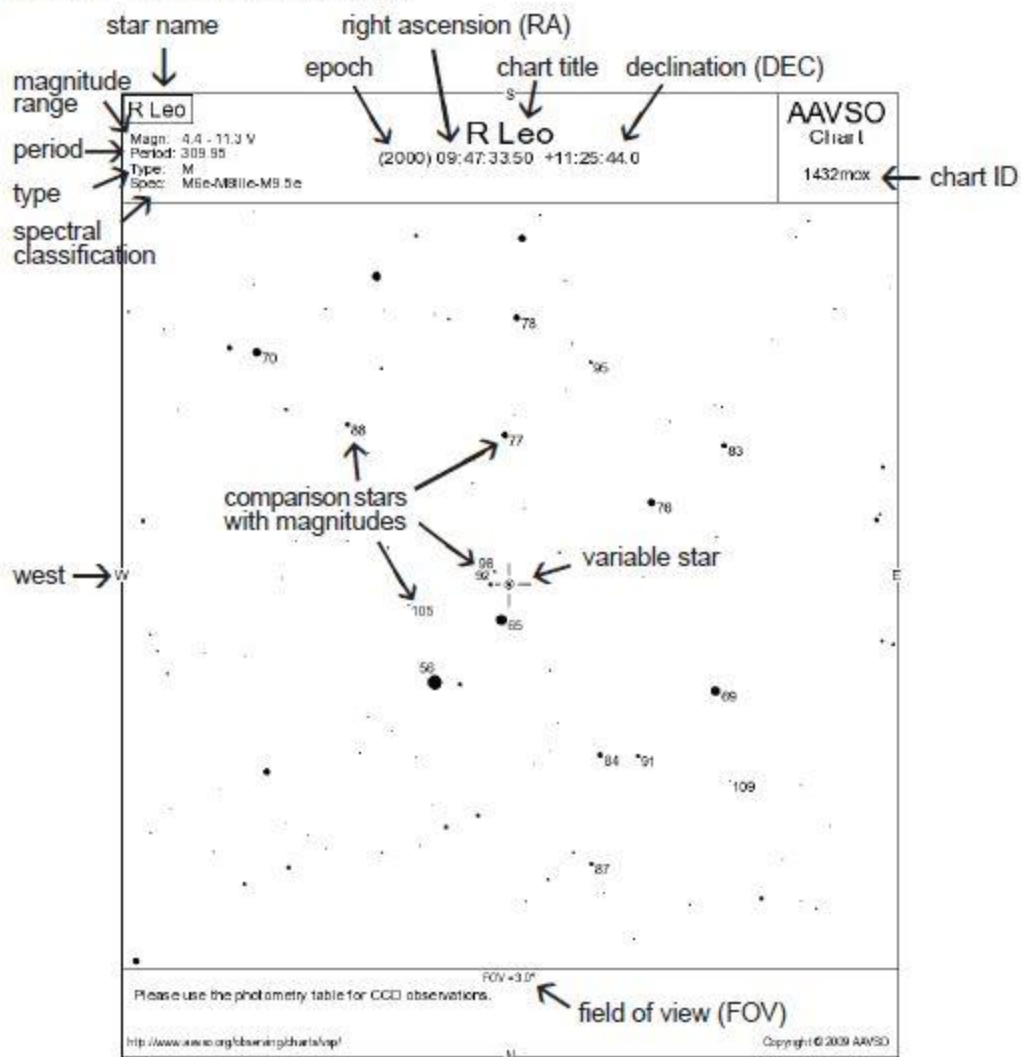 star name
right ascension (RA)
epoch
chart title
declination (DEC)
magnitude
range
period
type
spectral
classification
S
R Leo
Magn: 4.4 - 11.3 V
Period: 309.95
Type: M
Spec: M6e-M8IIIe-M9.5e
R Leo
(2000) 09:47:33.50 +11:25:44.0
AAVSO
Chart
1432mox
chart ID
78
70
95
88
77
83
comparison stars
with magnitudes
76
variable star
west
W
E
96
92
105
65
56
69
84
91
109
87
FOV = 3.0°
Please use the photometry table for CCD observations.
field of view (FOV)
http://www.aavso.org/observing/charts/vsp/
Copyright © 2009 AAVSO
N